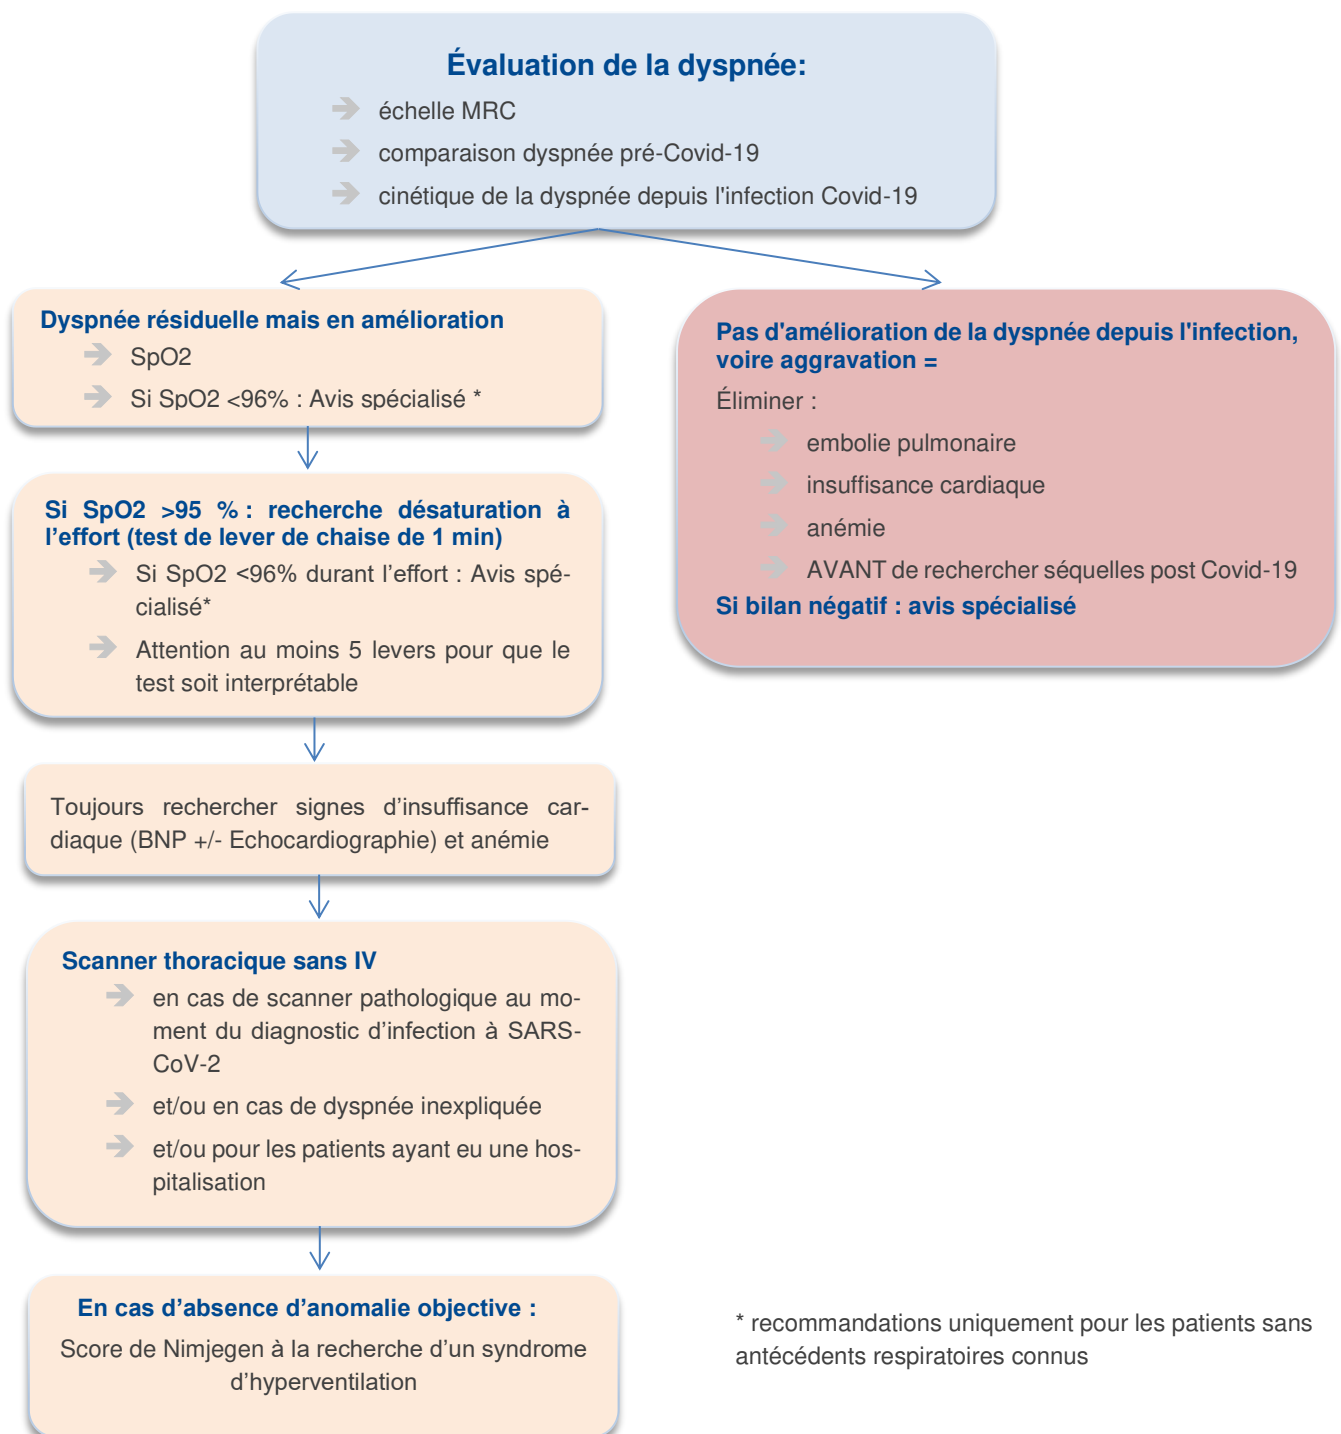 Évaluation de la dyspnée:
échelle MRC
comparaison dyspnée pré-Covid-19
cinétique de la dyspnée depuis l'infection Covid-19
Dyspnée résiduelle mais en amélioration
SpO2
Si SpO2 <96% : Avis spécialisé *
Si SpO2 >95 % : recherche désaturation à
l’effort (test de lever de chaise de 1 min)
Si SpO2 <96% durant l’effort : Avis spé-
cialisé*
Attention au moins 5 levers pour que le
test soit interprétable
Toujours rechercher signes d’insuffisance car-
diaque (BNP +/- Echocardiographie) et anémie
Scanner thoracique sans IV
en cas de scanner pathologique au mo-
ment du diagnostic d’infection à SARS-
CoV-2
et/ou en cas de dyspnée inexpliquée
et/ou pour les patients ayant eu une hos-
pitalisation
En cas d’absence d’anomalie objective :
Score de Nimjegen à la recherche d’un syndrome
d’hyperventilation
Pas d'amélioration de la dyspnée depuis l'infection,
voire aggravation =
Éliminer :
embolie pulmonaire
insuffisance cardiaque
anémie
AVANT de rechercher séquelles post Covid-19
Si bilan négatif : avis spécialisé
* recommandations uniquement pour les patients sans
antécédents respiratoires connus